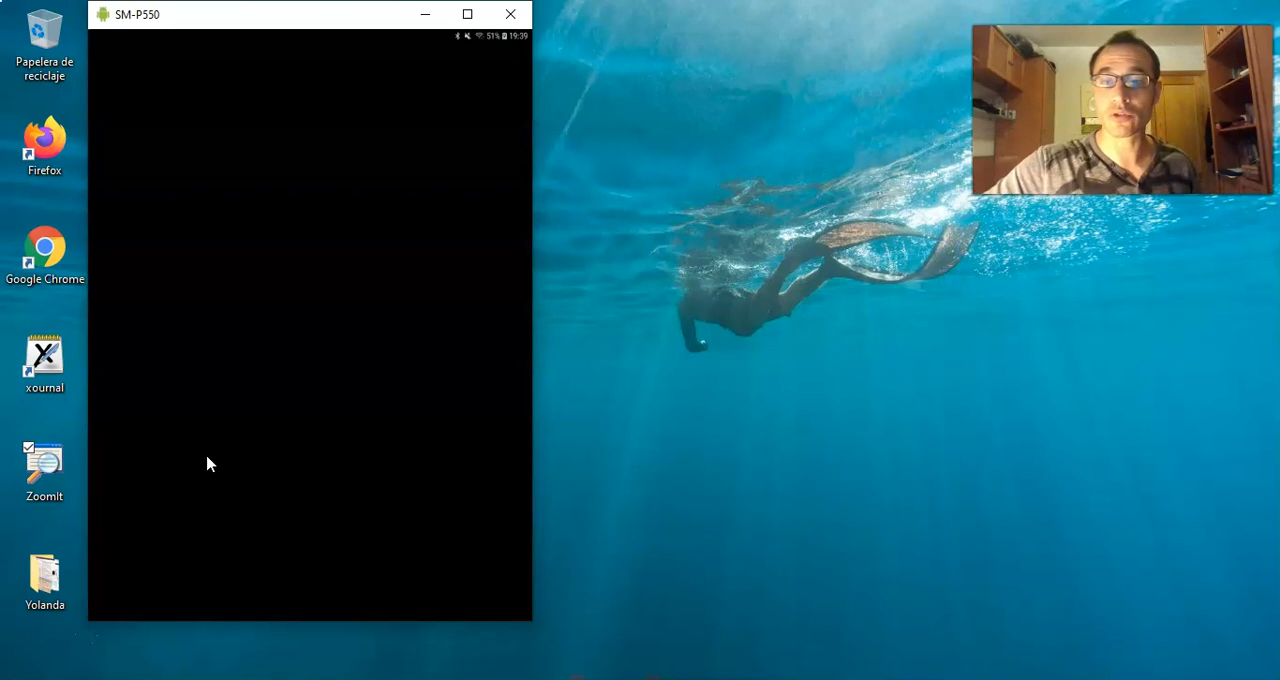 SM-P550
51% 19:39
Papelera de
reciclaje
Firefox
Google Chrome
xournal
ZoomIt
Yolanda